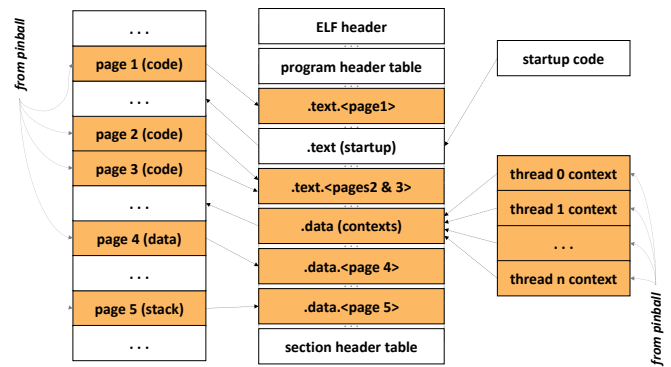 from pinball
. . .
page 1 (code)
. . .
page 2 (code)
page 3 (code)
. . .
page 4 (data)
. . .
page 5 (stack)
. . .
ELF header
. . .
program header table
. . .
.text.<page1>
. . .
.text (startup)
. . .
.text.<pages2 & 3>
. . .
.data (contexts)
. . .
.data.<page 4>
. . .
.data.<page 5>
. . .
section header table
startup code
thread 0 context
thread 1 context
. . .
thread n context
from pinball